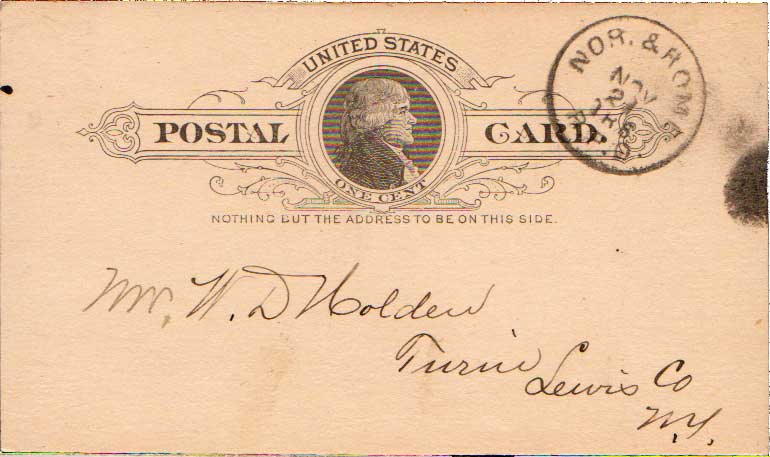 UNITED STATES
POSTAL CARD.
ONE CENT
NOTHING BUT THE ADDRESS TO BE ON THIS SIDE.
NOR. & ROME
NOV
R.R.
Mr. W. D Holden
Turin
Lewis Co
N.Y.